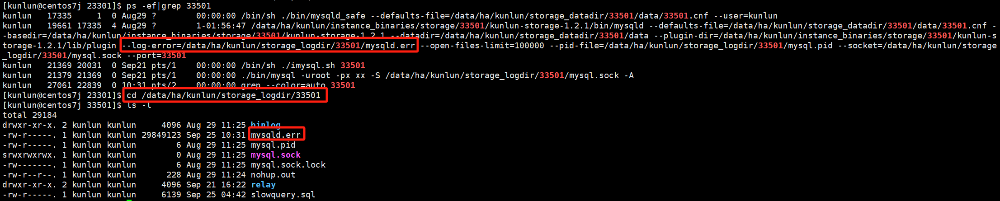 [kunlun@centos7j 23301]$ ps -ef|grep 33501
kunlun   17335     1  0 Aug29 ?        00:00:00 /bin/sh ./bin/mysqld_safe --defaults-file=/data/ha/kunlun/storage_datadir/33501/data/33501.cnf --user=kunlun
kunlun   19661 17335  4 Aug29 ?        1-01:56:47 /data/ha/kunlun/instance_binaries/storage/33501/kunlun-storage-1.2.1/bin/mysqld --defaults-file=/data/ha/kunlun/storage_datadir/33501/data/33501.cnf -
-basedir=/data/ha/kunlun/instance_binaries/storage/33501/kunlun-storage-1.2.1 --datadir=/data/ha/kunlun/storage_datadir/33501/data --plugin-dir=/data/ha/kunlun/instance_binaries/storage/33501/kunlun-s
torage-1.2.1/lib/plugin --log-error=/data/ha/kunlun/storage_logdir/33501/mysqld.err --open-files-limit=100000 --pid-file=/data/ha/kunlun/storage_logdir/33501/mysql.pid --socket=/data/ha/kunlun/storage
_logdir/33501/mysql.sock --port=33501
kunlun   21369 20031  0 Sep21 pts/1    00:00:00 /bin/sh ./imysql.sh 33501
kunlun   21379 21369  0 Sep21 pts/1    00:00:00 ./bin/mysql -uroot -px xx -S /data/ha/kunlun/storage_logdir/33501/mysql.sock -A
kunlun   27061 22839  0 10:31 pts/2    00:00:00 grep --color=auto 33501
[kunlun@centos7j 23301]$ cd /data/ha/kunlun/storage_logdir/33501
[kunlun@centos7j 33501]$ ls -l
total 29184
drwxr-xr-x. 2 kunlun kunlun     4096 Aug 29 11:25 binlog
-rw-r-----. 1 kunlun kunlun 29849123 Sep 25 10:31 mysqld.err
-rw-r-----. 1 kunlun kunlun        6 Aug 29 11:25 mysql.pid
srwxrwxrwx. 1 kunlun kunlun        0 Aug 29 11:25 mysql.sock
-rw-------. 1 kunlun kunlun        6 Aug 29 11:25 mysql.sock.lock
-rw-r--r--. 1 kunlun kunlun      228 Aug 29 11:24 nohup.out
drwxr-xr-x. 2 kunlun kunlun     4096 Sep 21 16:22 relay
-rw-r-----. 1 kunlun kunlun     6139 Sep 25 04:42 slowquery.sql